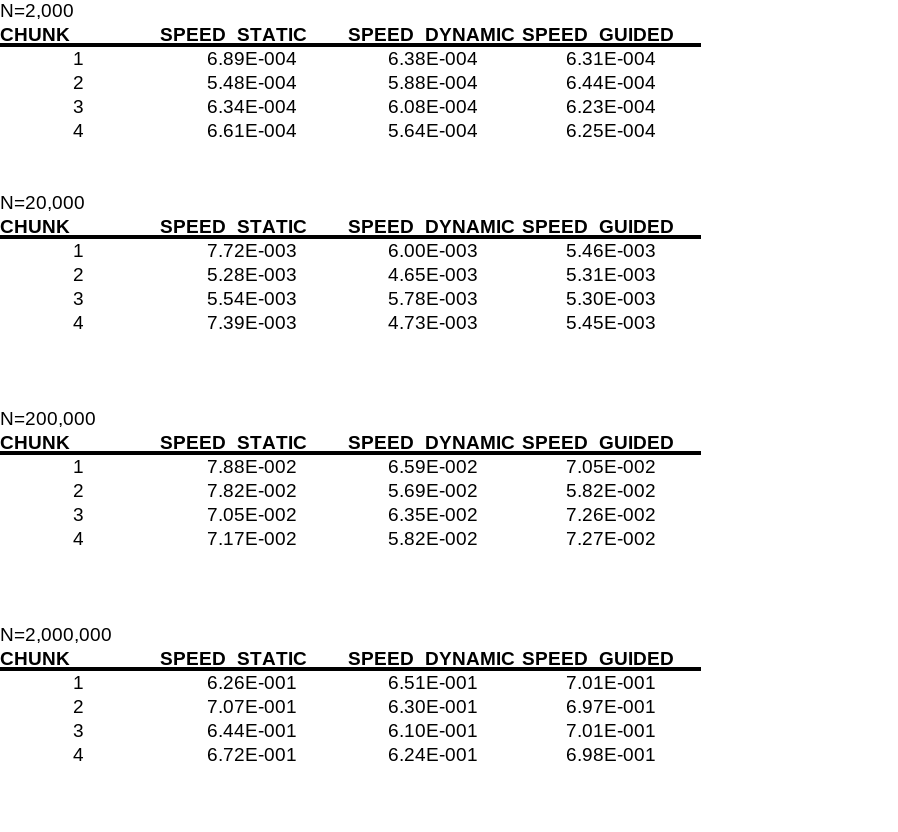 N=2,000
CHUNK SPEED_STATIC SPEED_DYNAMIC SPEED_GUIDED
1 6.89E-004 6.38E-004 6.31E-004
2 5.48E-004 5.88E-004 6.44E-004
3 6.34E-004 6.08E-004 6.23E-004
4 6.61E-004 5.64E-004 6.25E-004
N=20,000
CHUNK SPEED_STATIC SPEED_DYNAMIC SPEED_GUIDED
1 7.72E-003 6.00E-003 5.46E-003
2 5.28E-003 4.65E-003 5.31E-003
3 5.54E-003 5.78E-003 5.30E-003
4 7.39E-003 4.73E-003 5.45E-003
N=200,000
CHUNK SPEED_STATIC SPEED_DYNAMIC SPEED_GUIDED
1 7.88E-002 6.59E-002 7.05E-002
2 7.82E-002 5.69E-002 5.82E-002
3 7.05E-002 6.35E-002 7.26E-002
4 7.17E-002 5.82E-002 7.27E-002
N=2,000,000
CHUNK SPEED_STATIC SPEED_DYNAMIC SPEED_GUIDED
1 6.26E-001 6.51E-001 7.01E-001
2 7.07E-001 6.30E-001 6.97E-001
3 6.44E-001 6.10E-001 7.01E-001
4 6.72E-001 6.24E-001 6.98E-001